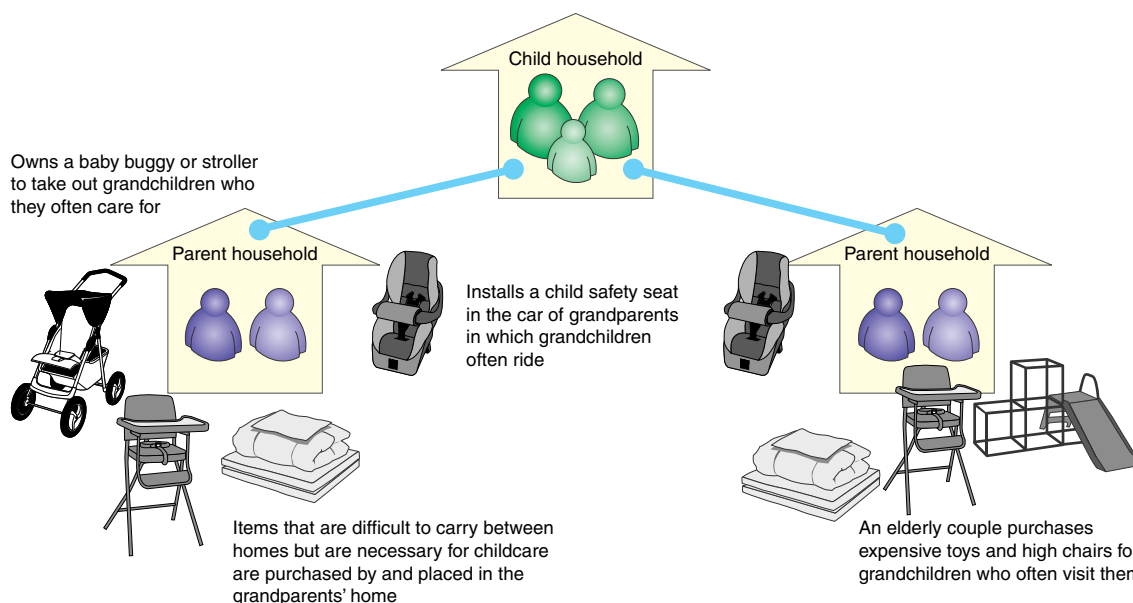 Child household
Owns a baby buggy or stroller
to take out grandchildren who
they often care for
Parent household
Parent household
Installs a child safety seat
in the car of grandparents
in which grandchildren
often ride
Items that are difficult to carry between
homes but are necessary for childcare
are purchased by and placed in the
grandparents' home
An elderly couple purchases
expensive toys and high chairs fo
grandchildren who often visit them